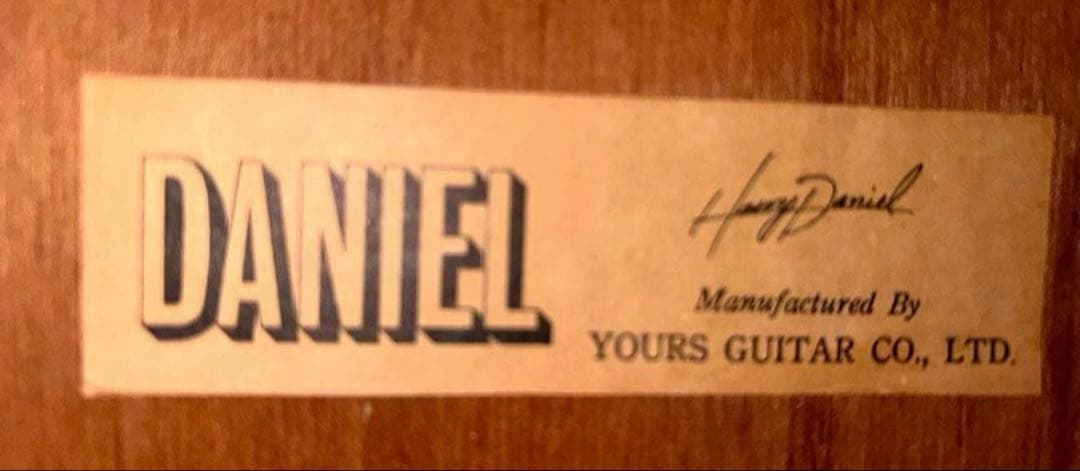 DANIEL
Harry Daniel
Manufactured By
YOURS GUITAR CO., LTD.